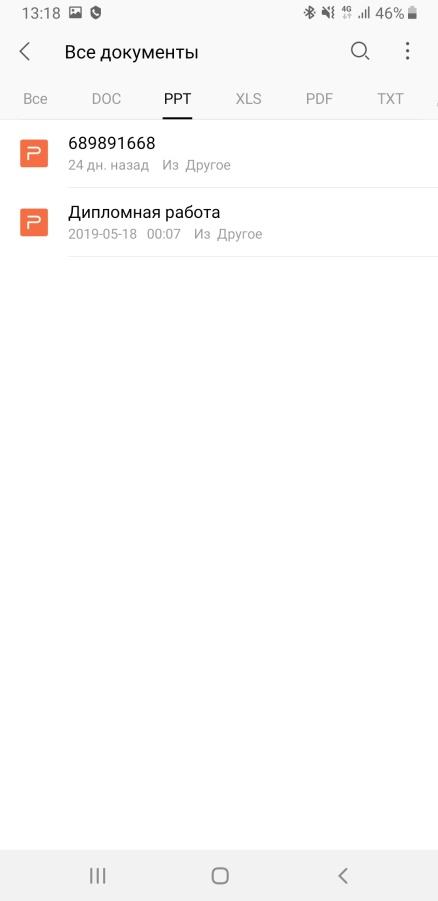 13:18 4G 46%
Все документы
Все DOC PPT XLS PDF TXT
689891668
24 дн. назад Из Другое
Дипломная работа
2019-05-18 00:07 Из Другое